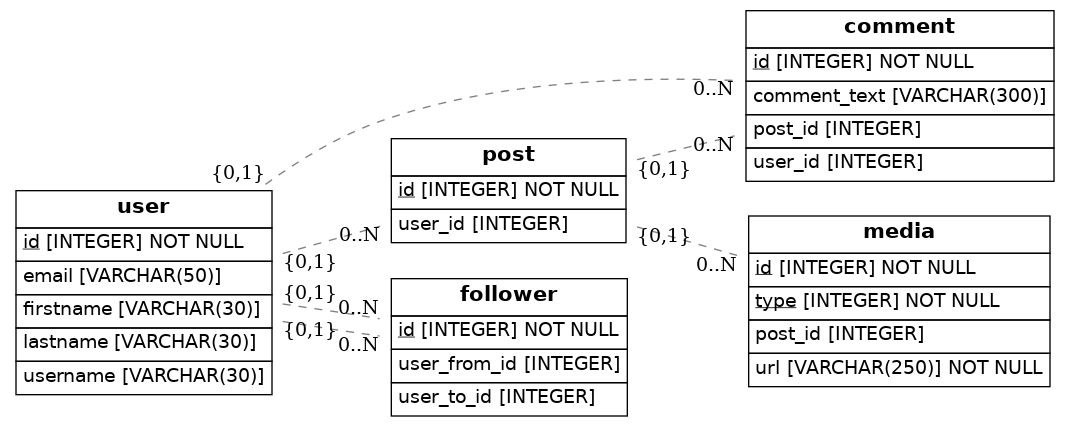 comment
id [INTEGER] NOT NULL
comment_text [VARCHAR(300)]
post_id [INTEGER]
user_id [INTEGER]
0..N
{0,1}
post
id [INTEGER] NOT NULL
user_id [INTEGER]
0..N
{0,1}
{0,1}
0..N
user
id [INTEGER] NOT NULL
email [VARCHAR(50)]
firstname [VARCHAR(30)]
lastname [VARCHAR(30)]
username [VARCHAR(30)]
0..N
{0,1}
{0,1}
0..N
{0,1}
0..N
follower
id [INTEGER] NOT NULL
user_from_id [INTEGER]
user_to_id [INTEGER]
media
id [INTEGER] NOT NULL
type [INTEGER] NOT NULL
post_id [INTEGER]
url [VARCHAR(250)] NOT NULL